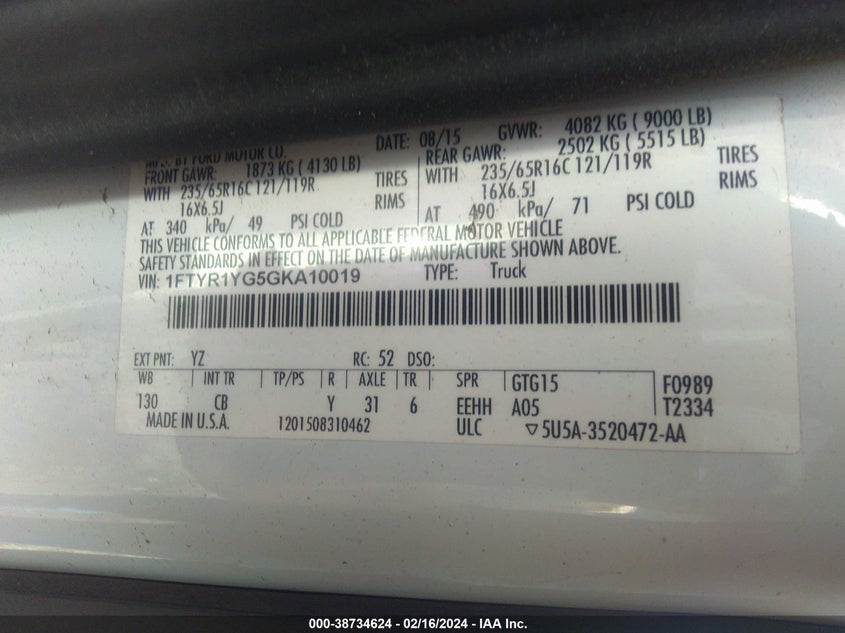 MFD. BY FORD MOTOR CO. DATE: 08/15 GVWR: 4082 KG ( 9000 LB)
FRONT GAWR: 1873 KG ( 4130 LB) REAR GAWR: 2502 KG ( 5515 LB)
WITH 235/65R16C 121/119R TIRES WITH 235/65R16C 121/119R TIRES
16X6.5J RIMS 16X6.5J RIMS
AT 340 kPa/ 49 PSI COLD AT 490 kPa/ 71 PSI COLD
THIS VEHICLE CONFORMS TO ALL APPLICABLE FEDERAL MOTOR VEHICLE
SAFETY STANDARDS IN EFFECT ON THE DATE OF MANUFACTURE SHOWN ABOVE.
VIN: 1FTYR1YG5GKA10019 TYPE: Truck
EXT PNT: YZ RC: 52 DSO:
WB INT TR TP/PS R AXLE TR SPR GTG15 F0989
130 CB Y 31 6 EEHH A05 T2334
MADE IN U.S.A. 1201508310462 ULC ▽5U5A-3520472-AA
000-38734624 - 02/16/2024 - IAA Inc.